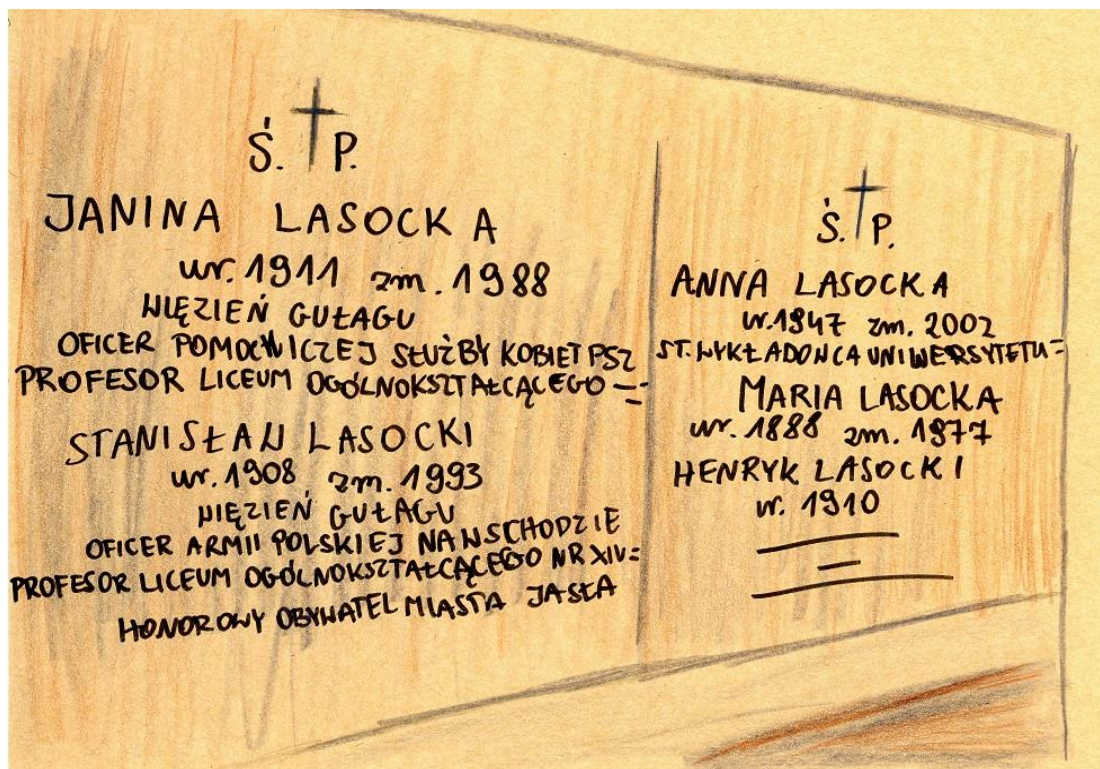 Ś. P.
JANINA LASOCKA
ur. 1911 zm. 1988
WIĘZIEŃ GUŁAGU
OFICER POMOCNICZEJ SŁUŻBY KOBIET PSZ
PROFESOR LICEUM OGÓLNOKSZTAŁCĄCEGO
STANISŁAW LASOCKI
ur. 1908 zm. 1993
WIĘZIEŃ GUŁAGU
OFICER ARMII POLSKIEJ NA WSCHODZIE
PROFESOR LICEUM OGÓLNOKSZTAŁCĄCEGO NR XIV
HONOROWY OBYWATEL MIASTA JASŁA
Ś. P.
ANNA LASOCKA
ur. 1947 zm. 2002
ST. WYKŁADOWCA UNIWERSYTETU
MARIA LASOCKA
ur. 1888 zm. 1977
HENRYK LASOCKI
ur. 1910